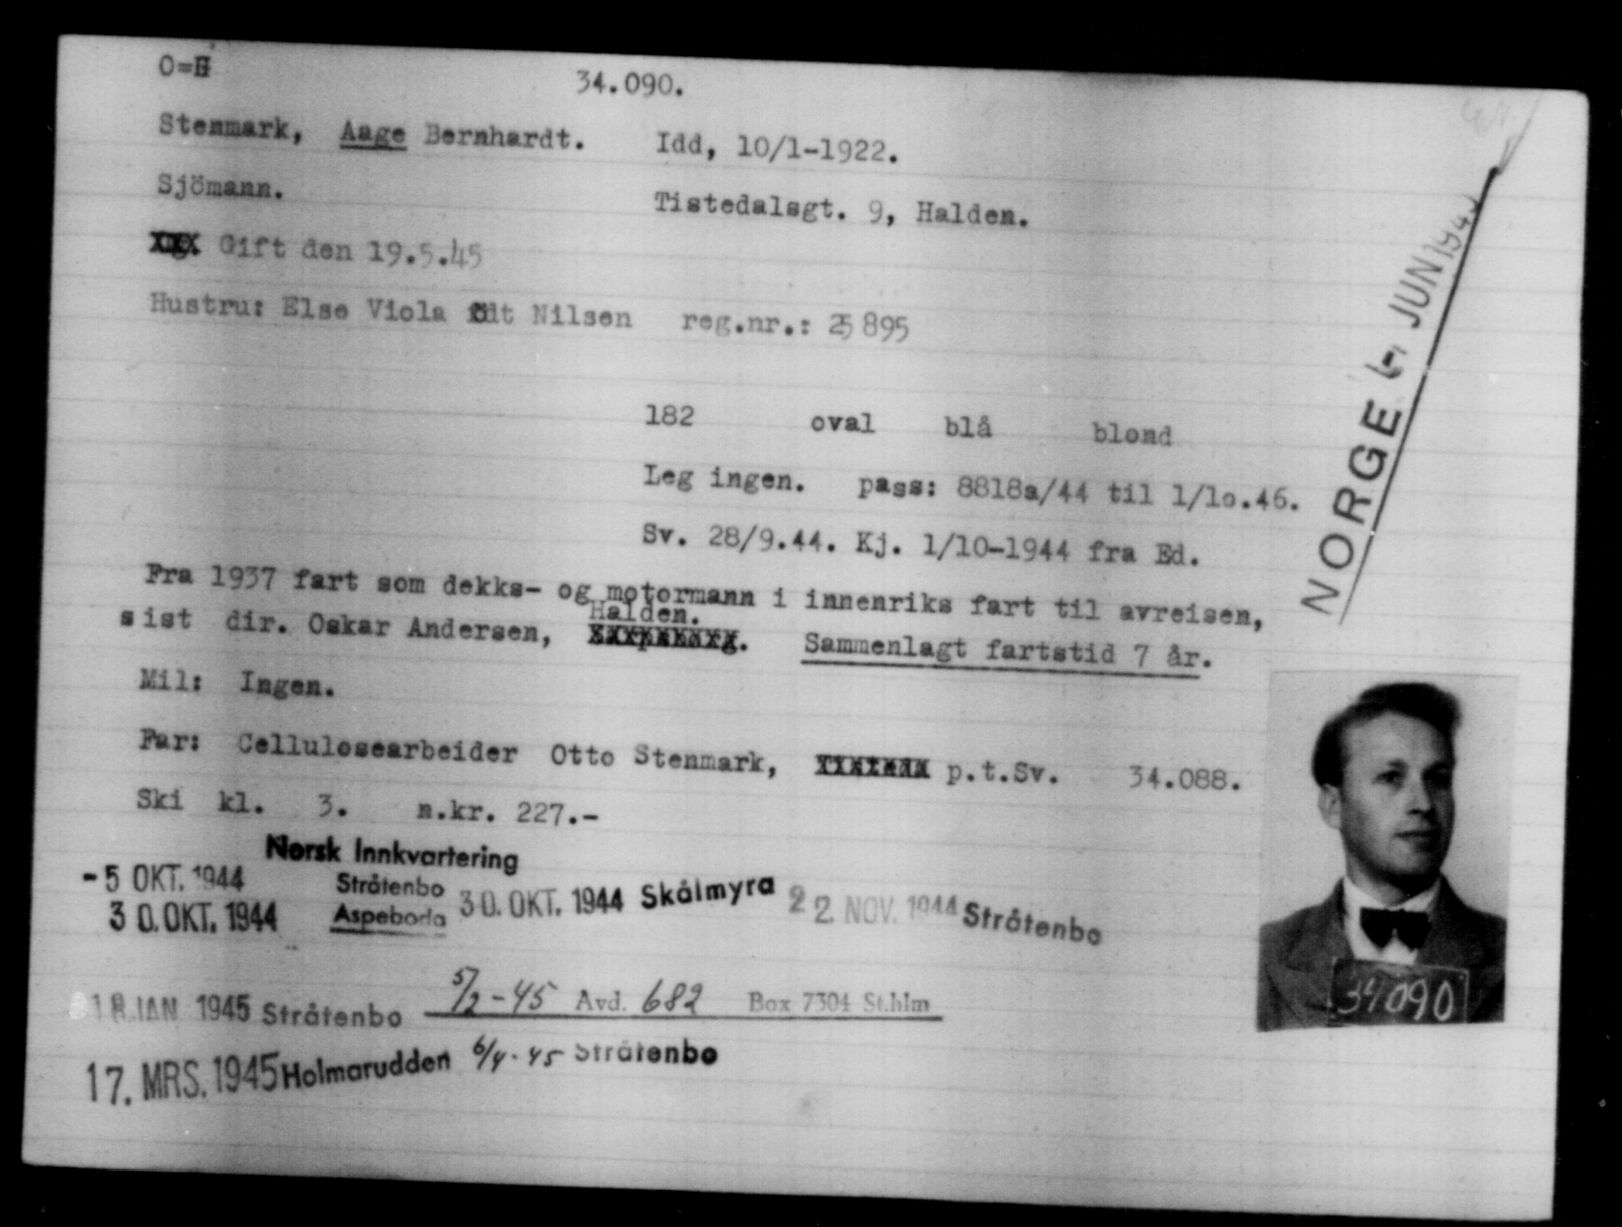 O=H
34.090.
Stenmark, Aage Bernhardt. Idd, 10/1-1922.
Sjömann. Tistedalsgt. 9, Halden.
Gift den 19.5.45
Hustru: Else Viola födt Nilsen reg.nr.: 25895
182 oval blå blond
Leg ingen. pass: 8818a/44 til 1/1o.46.
Sv. 28/9.44. Kj. 1/10-1944 fra Ed.
Fra 1937 fart som dekks- og motormann i innenriks fart til avreisen,
Halden.
sist dir. Oskar Andersen, Sammenlagt fartstid 7 år.
Mil: Ingen.
Far: Cellulosearbeider Otto Stenmark, p.t.Sv. 34.088.
Ski kl. 3. n.kr. 227.-
Norsk Innkvartering
-5 OKT. 1944 Stråtenbo
30. OKT. 1944 Aspeboda 30. OKT. 1944 Skålmyra 22. NOV. 1944 Stråtenbo
18 JAN 1945 Stråtenbo 5/2-45 Avd. 682 Box 7304 St.hlm
17. MRS. 1945 Holmarudden 6/4-45 Stråtenbo
NORGE JUN 1945
34090